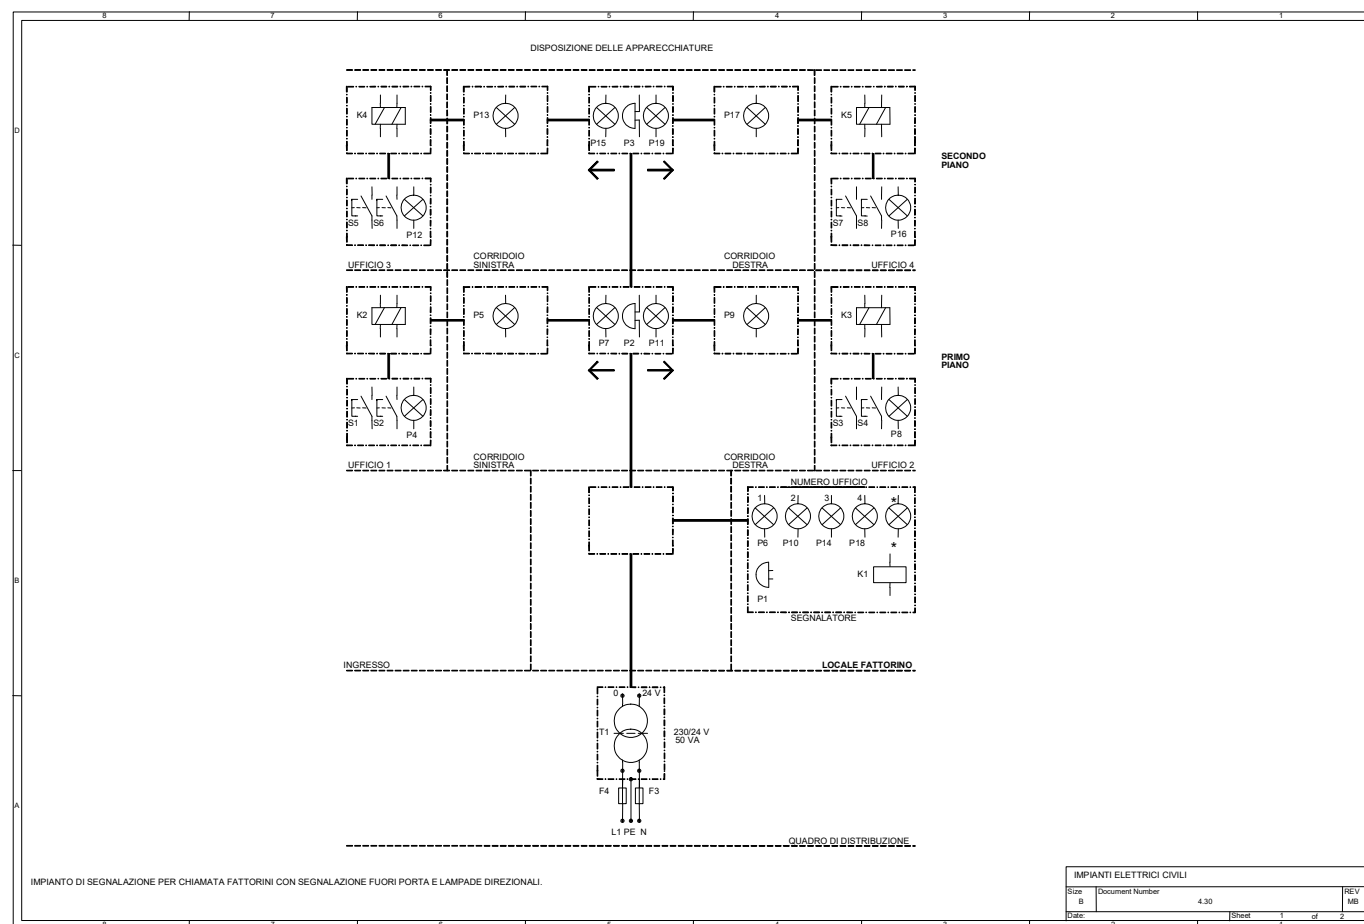 8 7 6 5 4 3 2 1
DISPOSIZIONE DELLE APPARECCHIATURE
D
K4 P13 P17 K5
P15 P3 P19
SECONDO
PIANO
S5 S6 S7 S8
P12 P16
UFFICIO 3
CORRIDOIO
SINISTRA
CORRIDOIO
DESTRA
UFFICIO 4
C
K2 P5 P9 K3
P7 P2 P11
PRIMO
PIANO
S1 S2 S3 S4
P4 P8
UFFICIO 1
CORRIDOIO
SINISTRA
CORRIDOIO
DESTRA
UFFICIO 2
NUMERO UFFICIO
1 2 3 4 *
P6 P10 P14 P18 *
B
K1
P1
SEGNALATORE
INGRESSO
LOCALE FATTORINO
0 24 V
T1
230/24 V
50 VA
F4 F3
A
L1 PE N
QUADRO DI DISTRIBUZIONE
IMPIANTO DI SEGNALAZIONE PER CHIAMATA FATTORINI CON SEGNALAZIONE FUORI PORTA E LAMPADE DIREZIONALI.
IMPIANTI ELETTRICI CIVILI
Size Document Number REV
B 4.30 MB
Date: Sheet 1 of 2